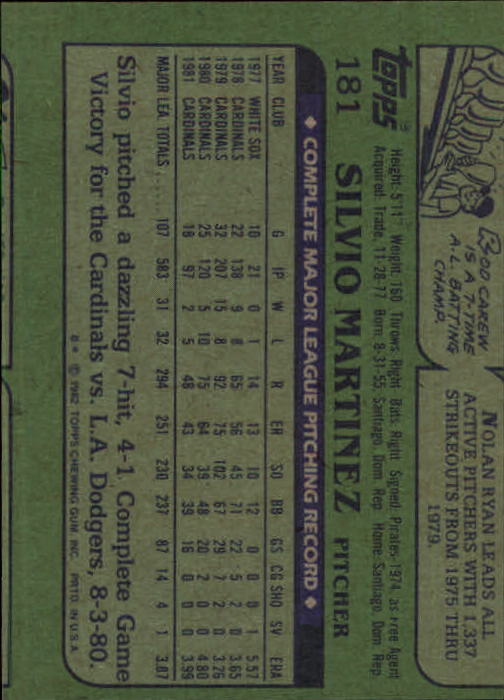 Rod Carew
is a 7-time
A.L. batting
champ.
Nolan Ryan leads all
active pitchers with 1,337
strikeouts from 1975 thru
1979.
topps®
Height: 5'11" Weight: 160 Throws: Right Bats: Right Signed: Pirates-1974, as Free Agent
Acquired: Trade, 11-28-77 Born: 8-31-55, Santiago, Dom. Rep. Home: Santiago, Dom. Rep.
181 SILVIO MARTINEZ PITCHER
◆ COMPLETE MAJOR LEAGUE PITCHING RECORD ◆
YEAR CLUB G IP W L R ER SO BB GS CG SHO SV ERA
1977 WHITE SOX 10 21 0 1 14 13 10 12 0 0 0 1 5.57
1978 CARDINALS 22 138 9 8 65 56 45 71 22 5 2 0 3.65
1979 CARDINALS 32 207 15 8 92 75 102 67 29 7 2 0 3.26
1980 CARDINALS 25 120 5 10 75 64 39 48 20 2 0 0 4.80
1981 CARDINALS 18 97 2 5 48 43 34 39 16 0 0 0 3.99
MAJOR LEA. TOTALS..... 107 583 31 32 294 251 230 237 87 14 4 1 3.87
Silvio pitched a dazzling 7-hit, 4-1 Complete Game
Victory for the Cardinals vs. L.A. Dodgers, 8-3-80.
B* © 1982 TOPPS CHEWING GUM, INC. PRTD. IN U.S.A.